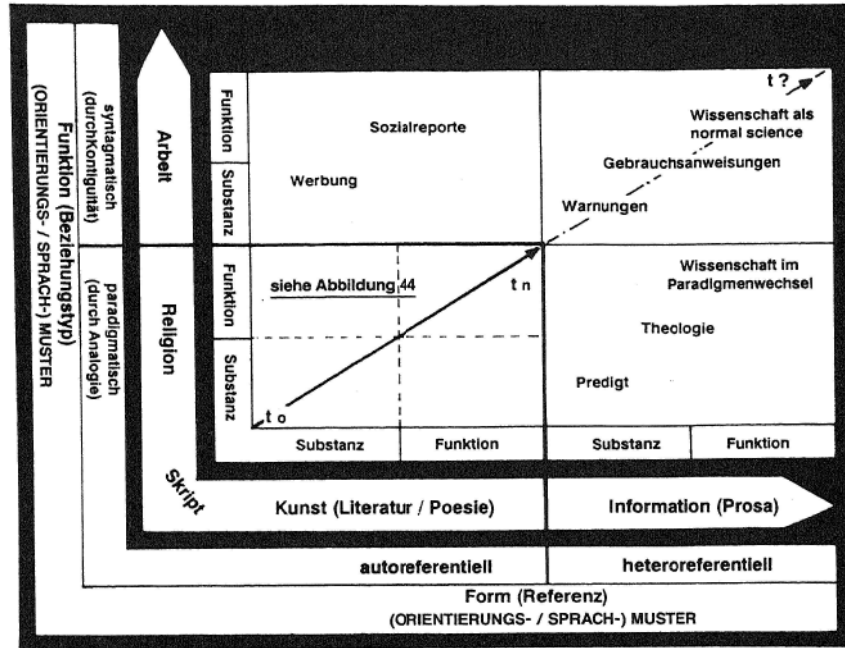 Funktion (Beziehungstyp)
(ORIENTIERUNGS- / SPRACH-) MUSTER
syntagmatisch
(durchKontiguität)
paradigmatisch
(durch Analogie)
Arbeit
Religion
Skript
Funktion
Substanz
Funktion
Substanz
t ?
Wissenschaft als
normal science
Sozialreporte
Gebrauchsanweisungen
Werbung
Warnungen
siehe Abbildung 44
t n
Wissenschaft im
Paradigmenwechsel
Theologie
Predigt
t o
Substanz Funktion Substanz Funktion
Kunst (Literatur / Poesie) Information (Prosa)
autoreferentiell heteroreferentiell
Form (Referenz)
(ORIENTIERUNGS- / SPRACH-) MUSTER